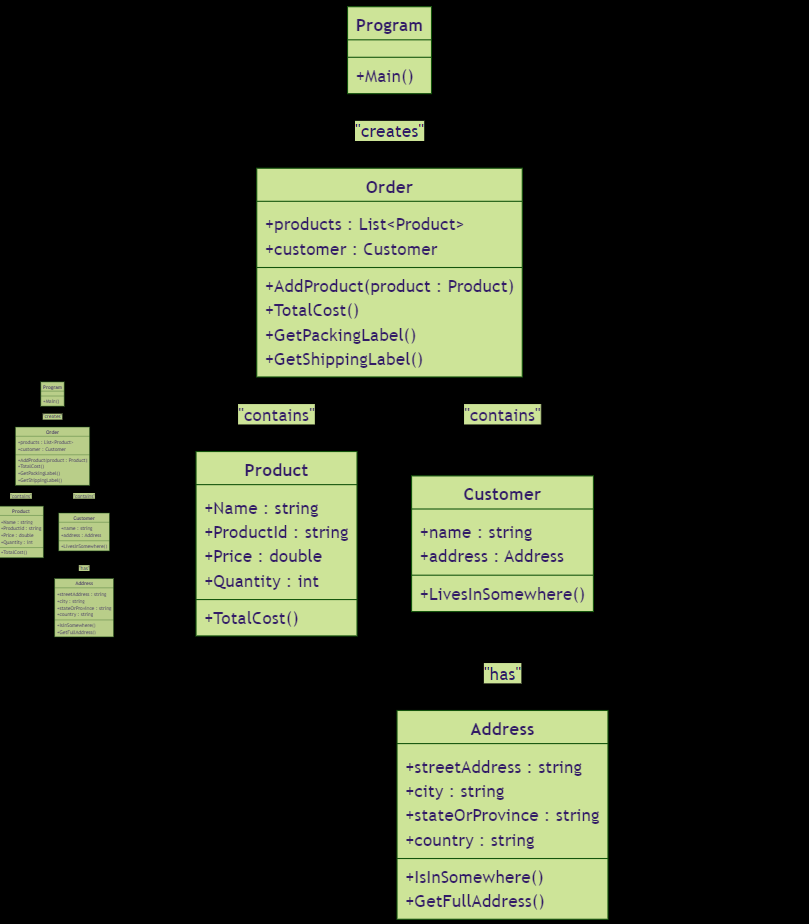 Program
+Main()
"creates"
Order
+products : List<Product>
+customer : Customer
+AddProduct(product : Product)
+TotalCost()
+GetPackingLabel()
+GetShippingLabel()
"contains"
"contains"
Product
+Name : string
+ProductId : string
+Price : double
+Quantity : int
+TotalCost()
Customer
+name : string
+address : Address
+LivesInSomewhere()
"has"
Address
+streetAddress : string
+city : string
+stateOrProvince : string
+country : string
+IsInSomewhere()
+GetFullAddress()
Program
+Main()
"creates"
Order
+products : List<Product>
+customer : Customer
+AddProduct(product : Product)
+TotalCost()
+GetPackingLabel()
+GetShippingLabel()
"contains"
"contains"
Product
+Name : string
+ProductId : string
+Price : double
+Quantity : int
+TotalCost()
Customer
+name : string
+address : Address
+LivesInSomewhere()
"has"
Address
+streetAddress : string
+city : string
+stateOrProvince : string
+country : string
+IsInSomewhere()
+GetFullAddress()